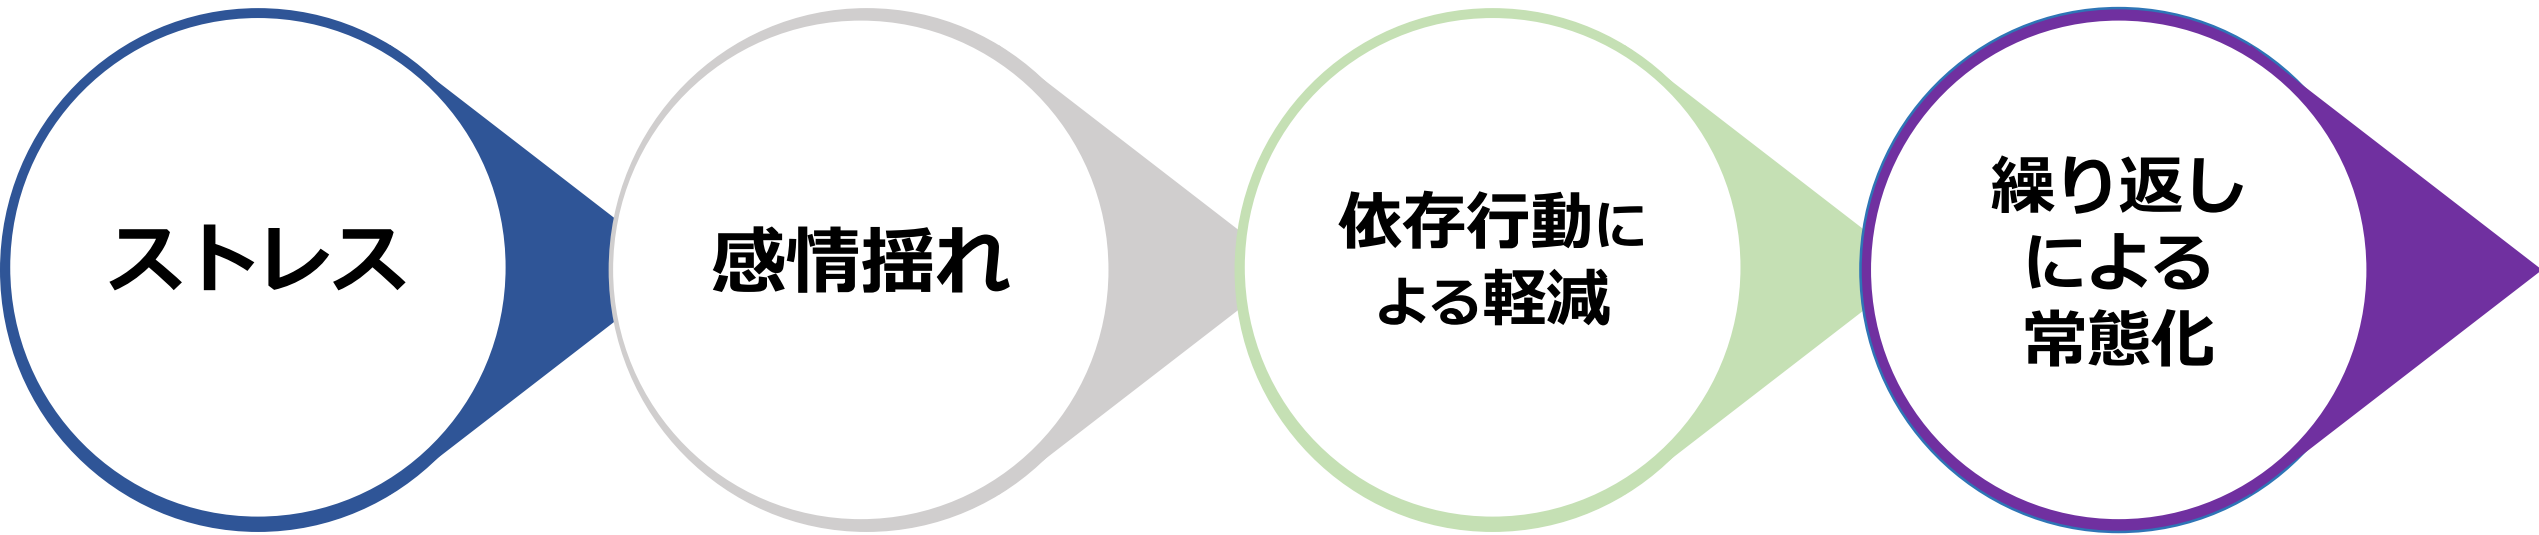 ストレス
感情揺れ
依存行動に
よる軽減
繰り返し
による
常態化